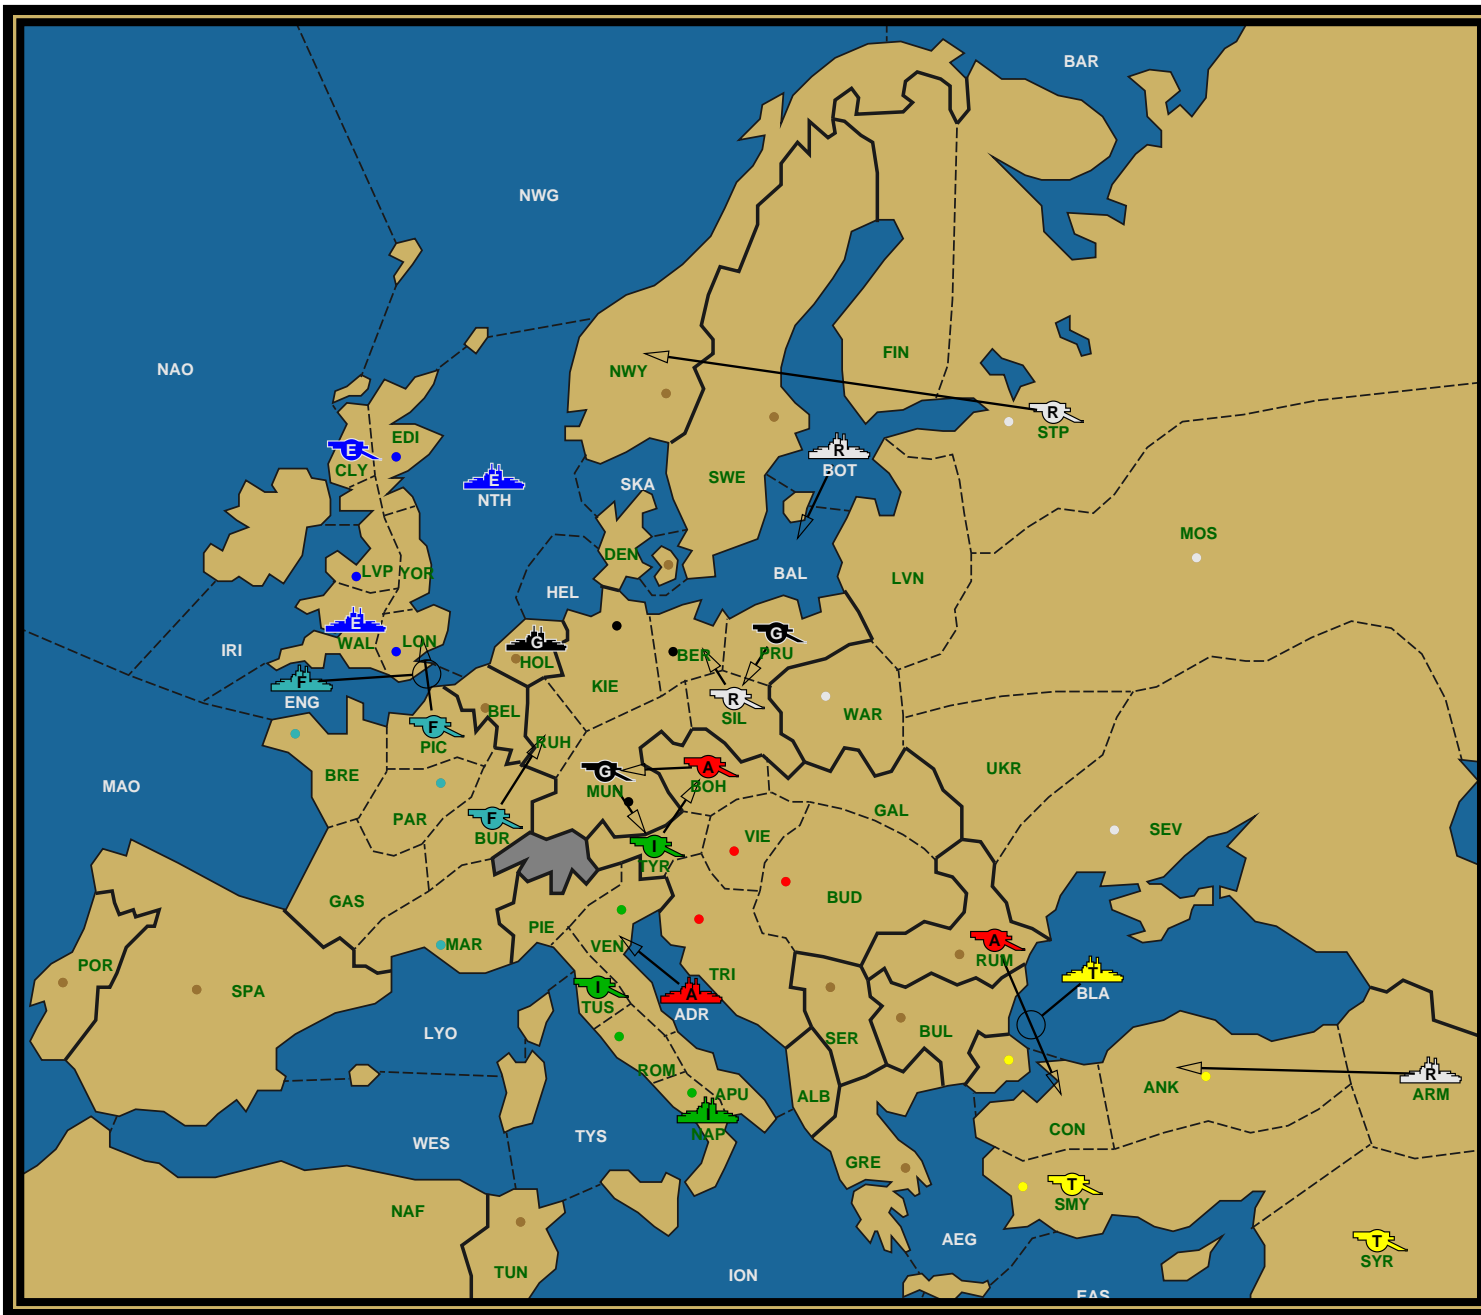 BAR
NWG
NAO
FIN
NWY
R
STP
EDI
E
CLY
R
BOT
E
NTH
SKA
SWE
MOS
DEN
LVP
YOR
BAL
LVN
HEL
E
WAL
LON
IRI
G
HOL
BER
G
PRU
F
ENG
KIE
R
SIL
WAR
BEL
F
PIC
RUH
UKR
BRE
G
MUN
A
BOH
MAO
PAR
F
BUR
GAL
SEV
VIE
I
TYR
BUD
GAS
PIE
MAR
VEN
A
RUM
POR
SPA
TRI
T
BLA
I
TUS
A
ADR
LYO
SER
BUL
ROM
R
ARM
ANK
APU
ALB
I
NAP
CON
WES
TYS
GRE
T
SMY
NAF
AEG
T
SYR
TUN
ION
EAS